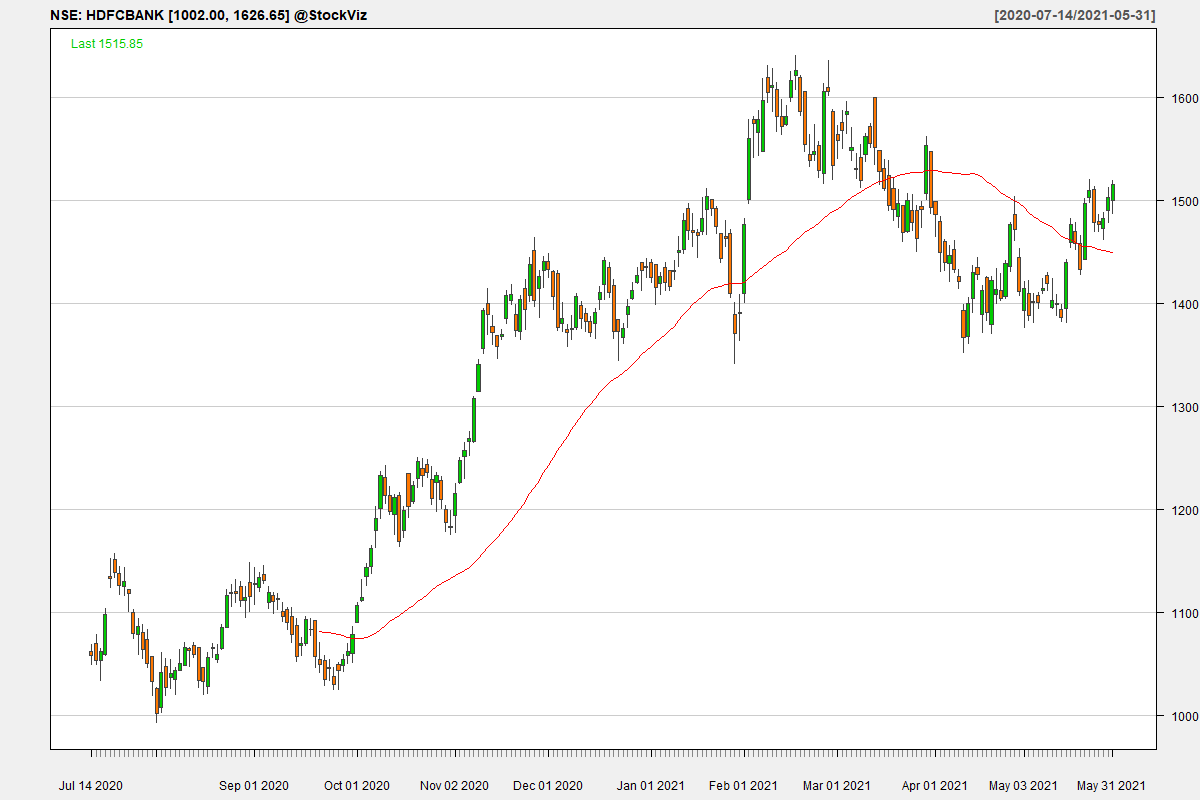 NSE: HDFCBANK [1002.00, 1626.65] @StockViz [2020-07-14/2021-05-31]
Last 1515.85
1600
1500
1400
1300
1200
1100
1000
Jul 14 2020 Sep 01 2020 Oct 01 2020 Nov 02 2020 Dec 01 2020 Jan 01 2021 Feb 01 2021 Mar 01 2021 Apr 01 2021 May 03 2021 May 31 2021